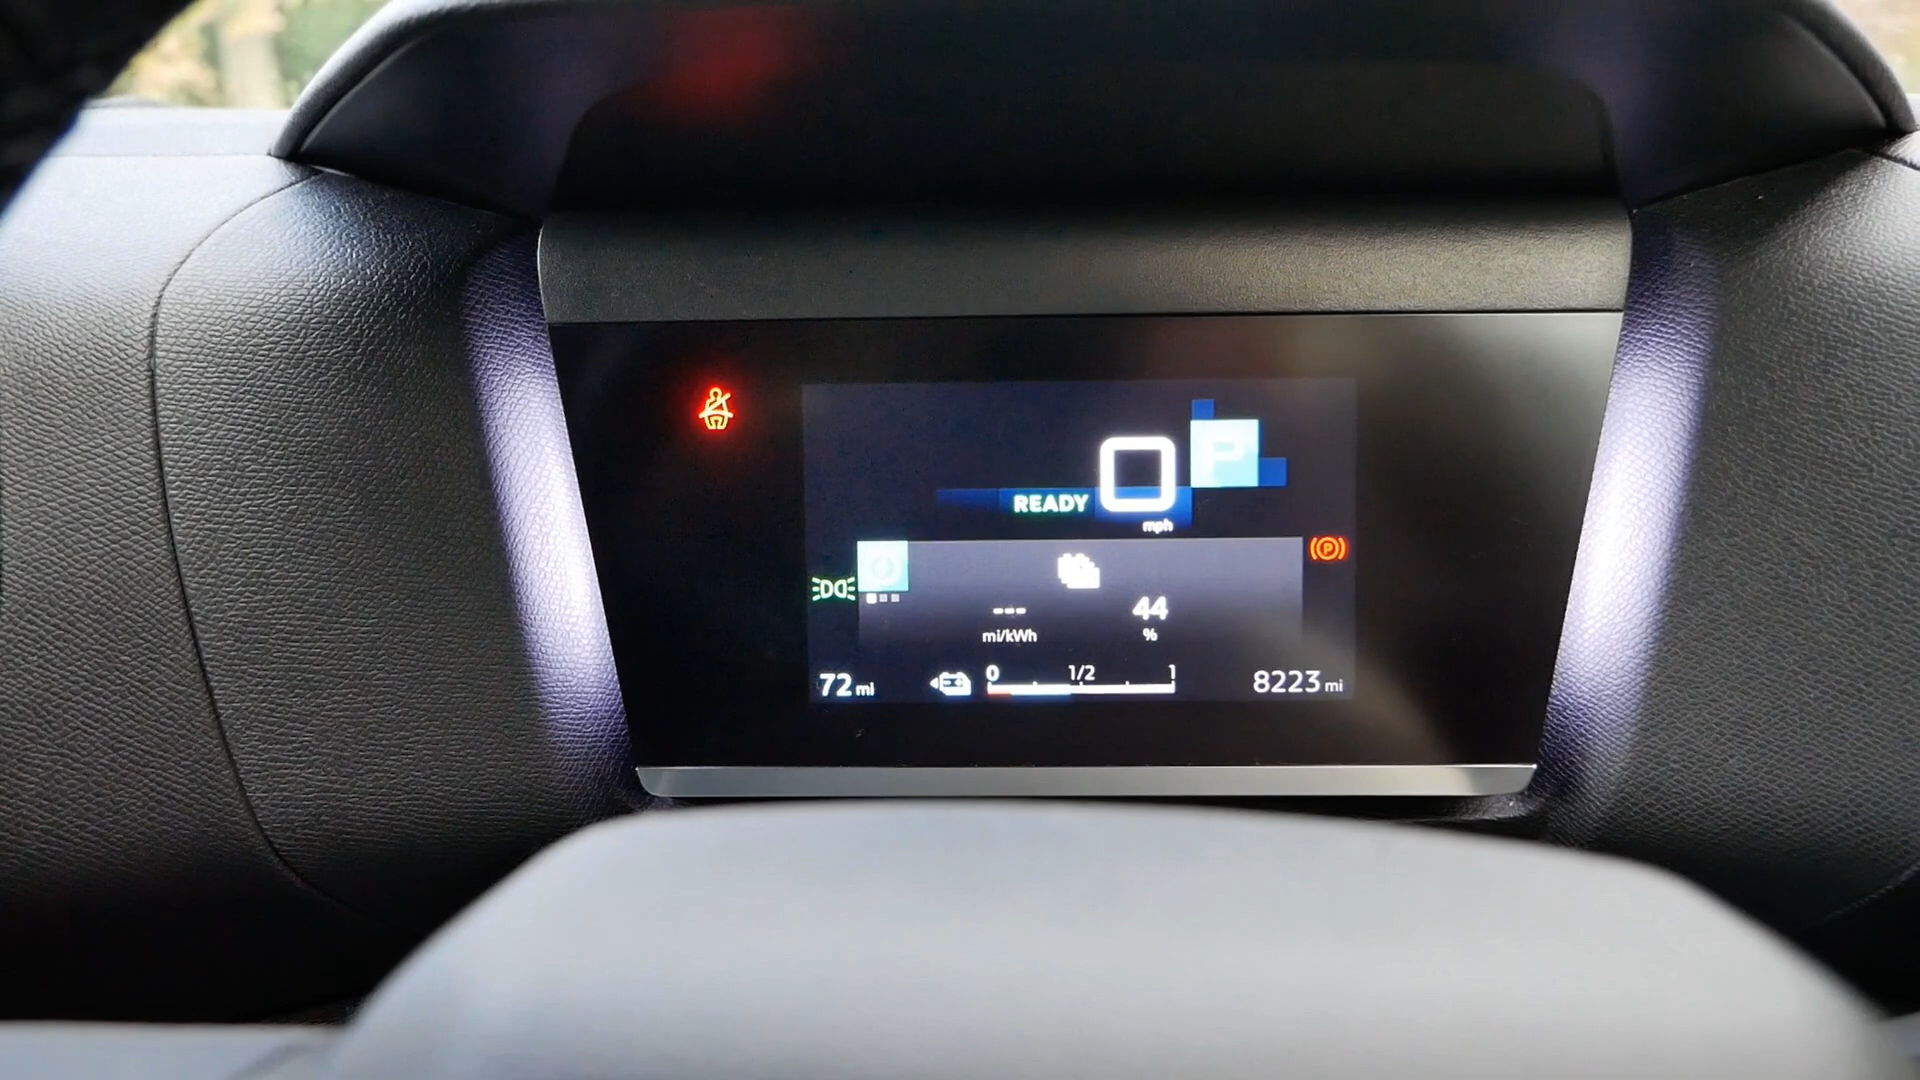 P
0
READY
mph
--- 44
mi/kWh %
0 1/2 1
72 mi 8223 mi
(P)